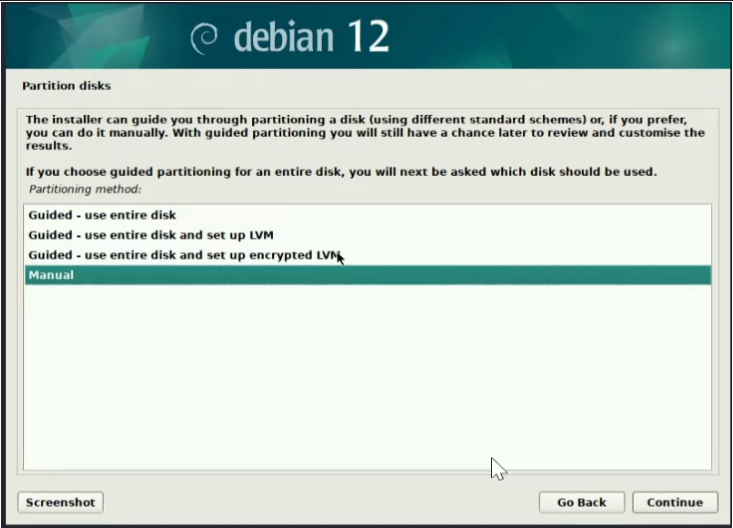 debian 12
Partition disks
The installer can guide you through partitioning a disk (using different standard schemes) or, if you prefer,
you can do it manually. With guided partitioning you will still have a chance later to review and customise the
results.
If you choose guided partitioning for an entire disk, you will next be asked which disk should be used.
Partitioning method:
Guided - use entire disk
Guided - use entire disk and set up LVM
Guided - use entire disk and set up encrypted LVM
Manual
Screenshot
Go Back
Continue